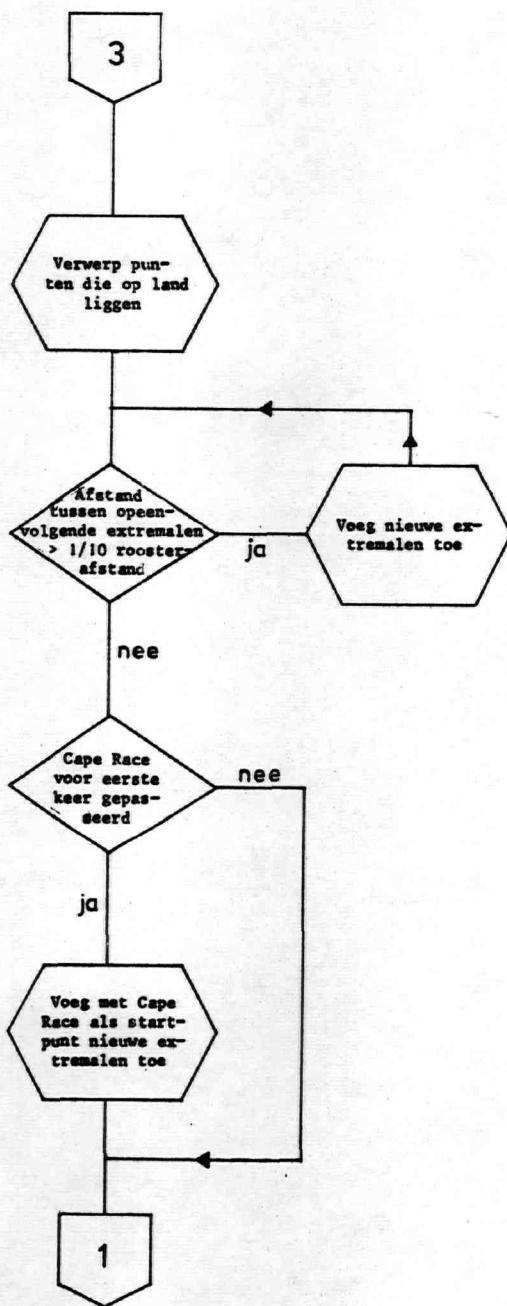 3
Verwerp pun-
ten die op land
liggen
Afstand
tussen opeen-
volgende extremalen
> 1/10 rooster-
afstand
ja
Voeg nieuwe ex-
tremalen toe
nee
Cape Race
voor eerste
keer gepas-
seerd
nee
ja
Voeg met Cape
Race als start-
punt nieuwe ex-
tremalen toe
1